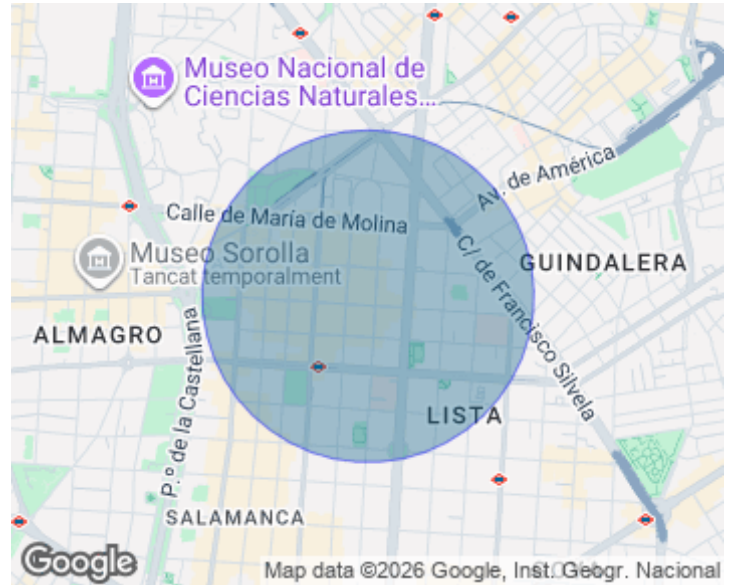 Museo Nacional de
Ciencias Naturales...
Av. de América
Calle de María de Molina
Museo Sorolla
Tancat temporalment
C/ de Francisco Silvela
GUINDALERA
ALMAGRO
P.º de la Castellana
LISTA
SALAMANCA
Google
Map data ©2026 Google, Inst. Geogr. Nacional